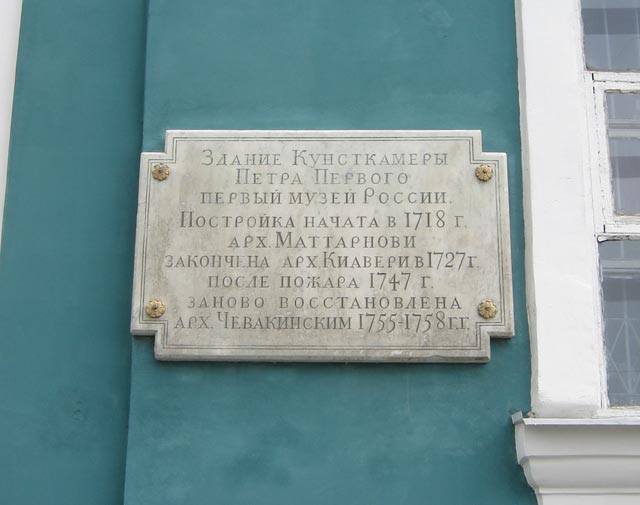 Здание Кунсткамеры
Петра Первого
первый музей России.
Постройка начата в 1718 г.
арх. Маттарнови
закончена арх. Киавери в 1727 г.
после пожара 1747 г.
заново восстановлена
арх. Чевакинским 1755-1758 г.г.